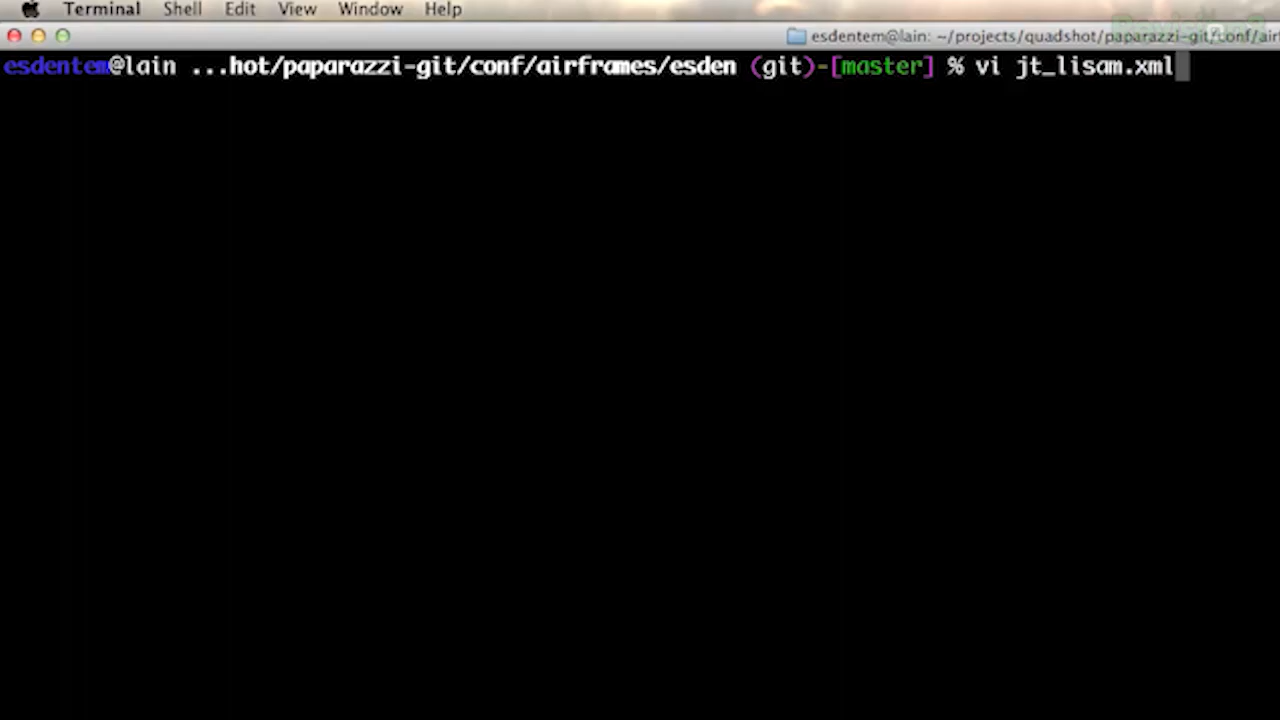 Terminal Shell Edit View Window Help
esdentem@lain: ~/projects/quadshot/paparazzi-git/conf/air
esdentem@lain ...hot/paparazzi-git/conf/airframes/esden (git)-[master] % vi jt_lisam.xml